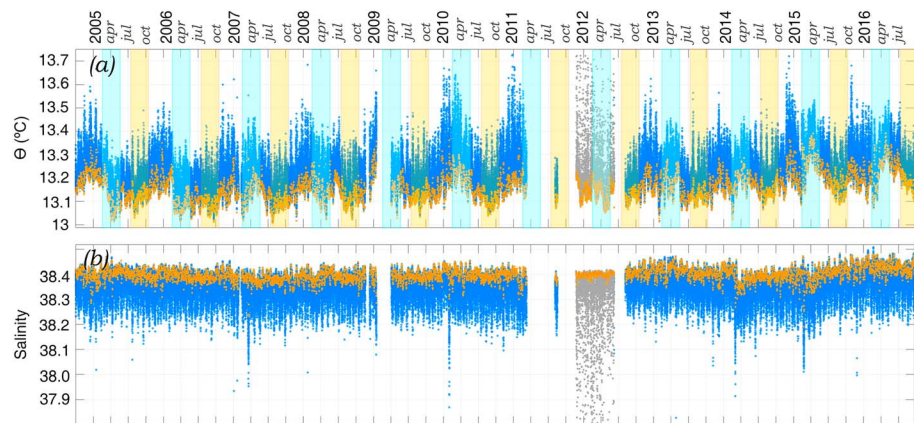 2005 apr jul oct 2006 apr jul oct 2007 apr jul oct 2008 apr jul oct 2009 apr jul oct 2010 apr jul oct 2011 apr jul oct 2012 apr jul oct 2013 apr jul oct 2014 apr jul oct 2015 apr jul oct 2016 apr jul
(a)
Θ (ºC)
13.7
13.6
13.5
13.4
13.3
13.2
13.1
13
(b)
Salinity
38.4
38.3
38.2
38.1
38.0
37.9